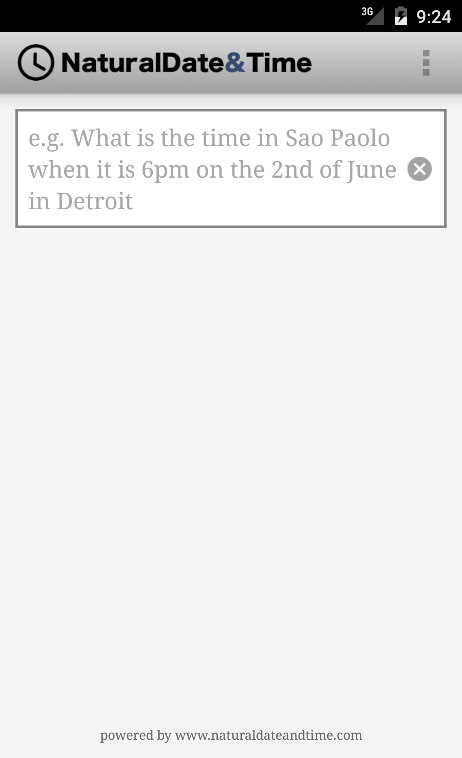 3G 9:24
NaturalDate&Time
e.g. What is the time in Sao Paolo
when it is 6pm on the 2nd of June
in Detroit
powered by www.naturaldateandtime.com